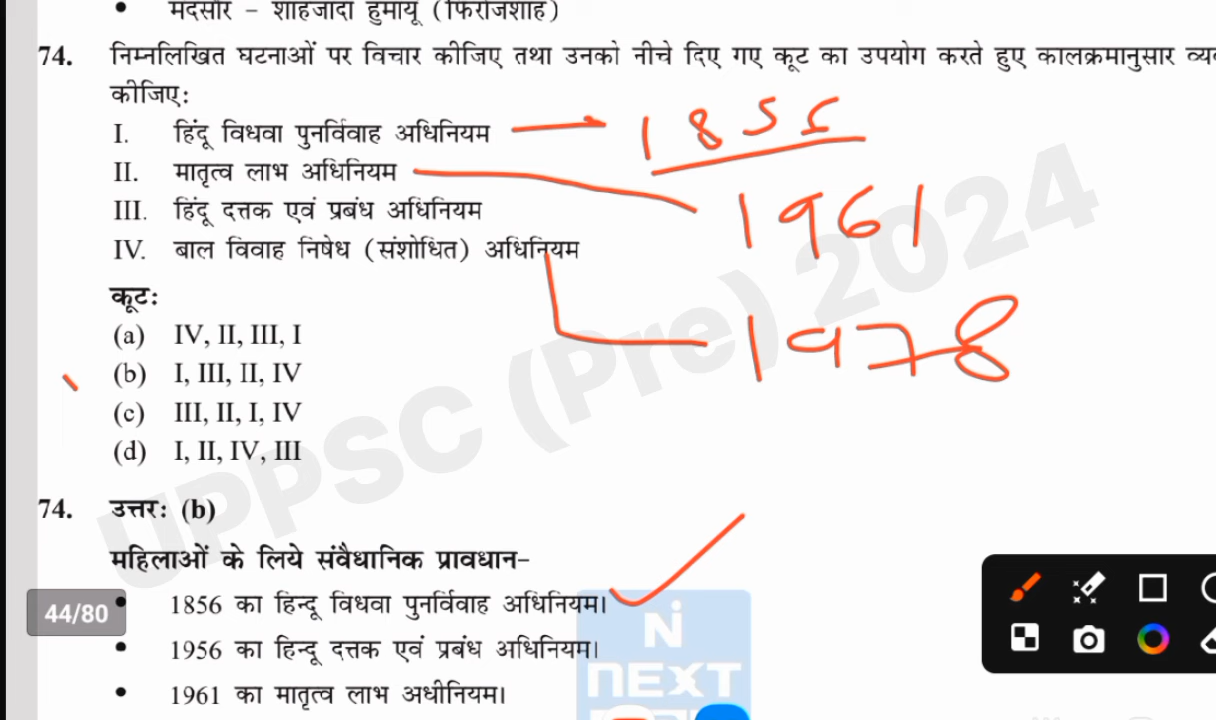 • मंदसौर – शाहजादा हुमायूँ (फिरोजशाह)
74. निम्नलिखित घटनाओं पर विचार कीजिए तथा उनको नीचे दिए गए कूट का उपयोग करते हुए कालक्रमानुसार
कीजिए:
I. हिंदू विधवा पुनर्विवाह अधिनियम 185
II. मातृत्व लाभ अधिनियम 1961
III. हिंदू दत्तक एवं प्रबंध अधिनियम
IV. बाल विवाह निषेध (संशोधित) अधिनियम 1978
कूट:
(a) IV, II, III, I
(b) I, III, II, IV
(c) III, II, I, IV
(d) I, II, IV, III
UPPSC (Pre) 2024
74. उत्तर: (b)
महिलाओं के लिये संवैधानिक प्रावधान–
44/80
• 1856 का हिन्दू विधवा पुनर्विवाह अधिनियम।
• 1956 का हिन्दू दत्तक एवं प्रबंध अधिनियम।
• 1961 का मातृत्व लाभ अधीनियम।
N
NEXT